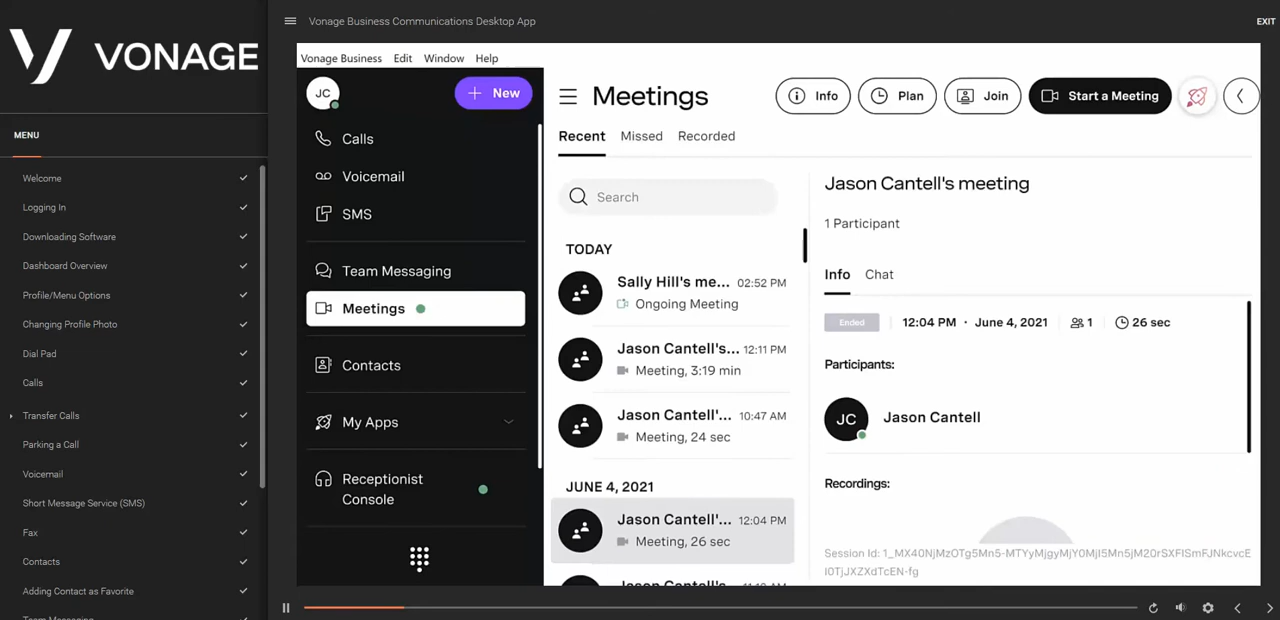 VONAGE
Vonage Business Communications Desktop App
EXIT
MENU
Welcome
Logging In
Downloading Software
Dashboard Overview
Profile/Menu Options
Changing Profile Photo
Dial Pad
Calls
Transfer Calls
Parking a Call
Voicemail
Short Message Service (SMS)
Fax
Contacts
Adding Contact as Favorite
Team Messaging
Vonage Business Edit Window Help
JC
+ New
Calls
Voicemail
SMS
Team Messaging
Meetings
Contacts
My Apps
Receptionist
Console
Meetings
Info
Plan
Join
Start a Meeting
Recent Missed Recorded
Search
TODAY
Sally Hill's me... 02:52 PM
Ongoing Meeting
Jason Cantell's... 12:11 PM
Meeting, 3:19 min
Jason Cantell'... 10:47 AM
Meeting, 24 sec
JUNE 4, 2021
Jason Cantell'... 12:04 PM
Meeting, 26 sec
Jason Cantell's meeting
1 Participant
Info Chat
Ended 12:04 PM · June 4, 2021 1 26 sec
Participants:
JC Jason Cantell
Recordings: